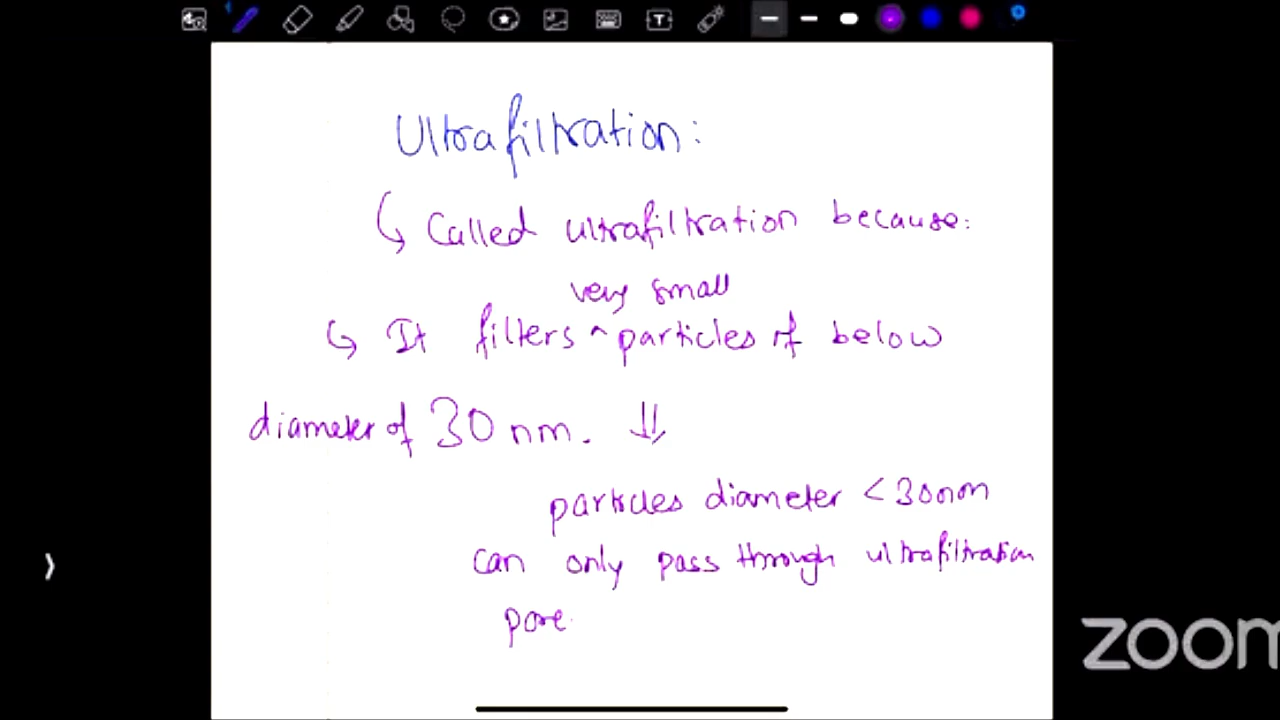 Ultrafiltration:
Called ultrafiltration because:
very small
It filters ^ particles of below
diameter of 30 nm.
particles diameter < 30nm
can only pass through ultrafiltration
pore
zoom